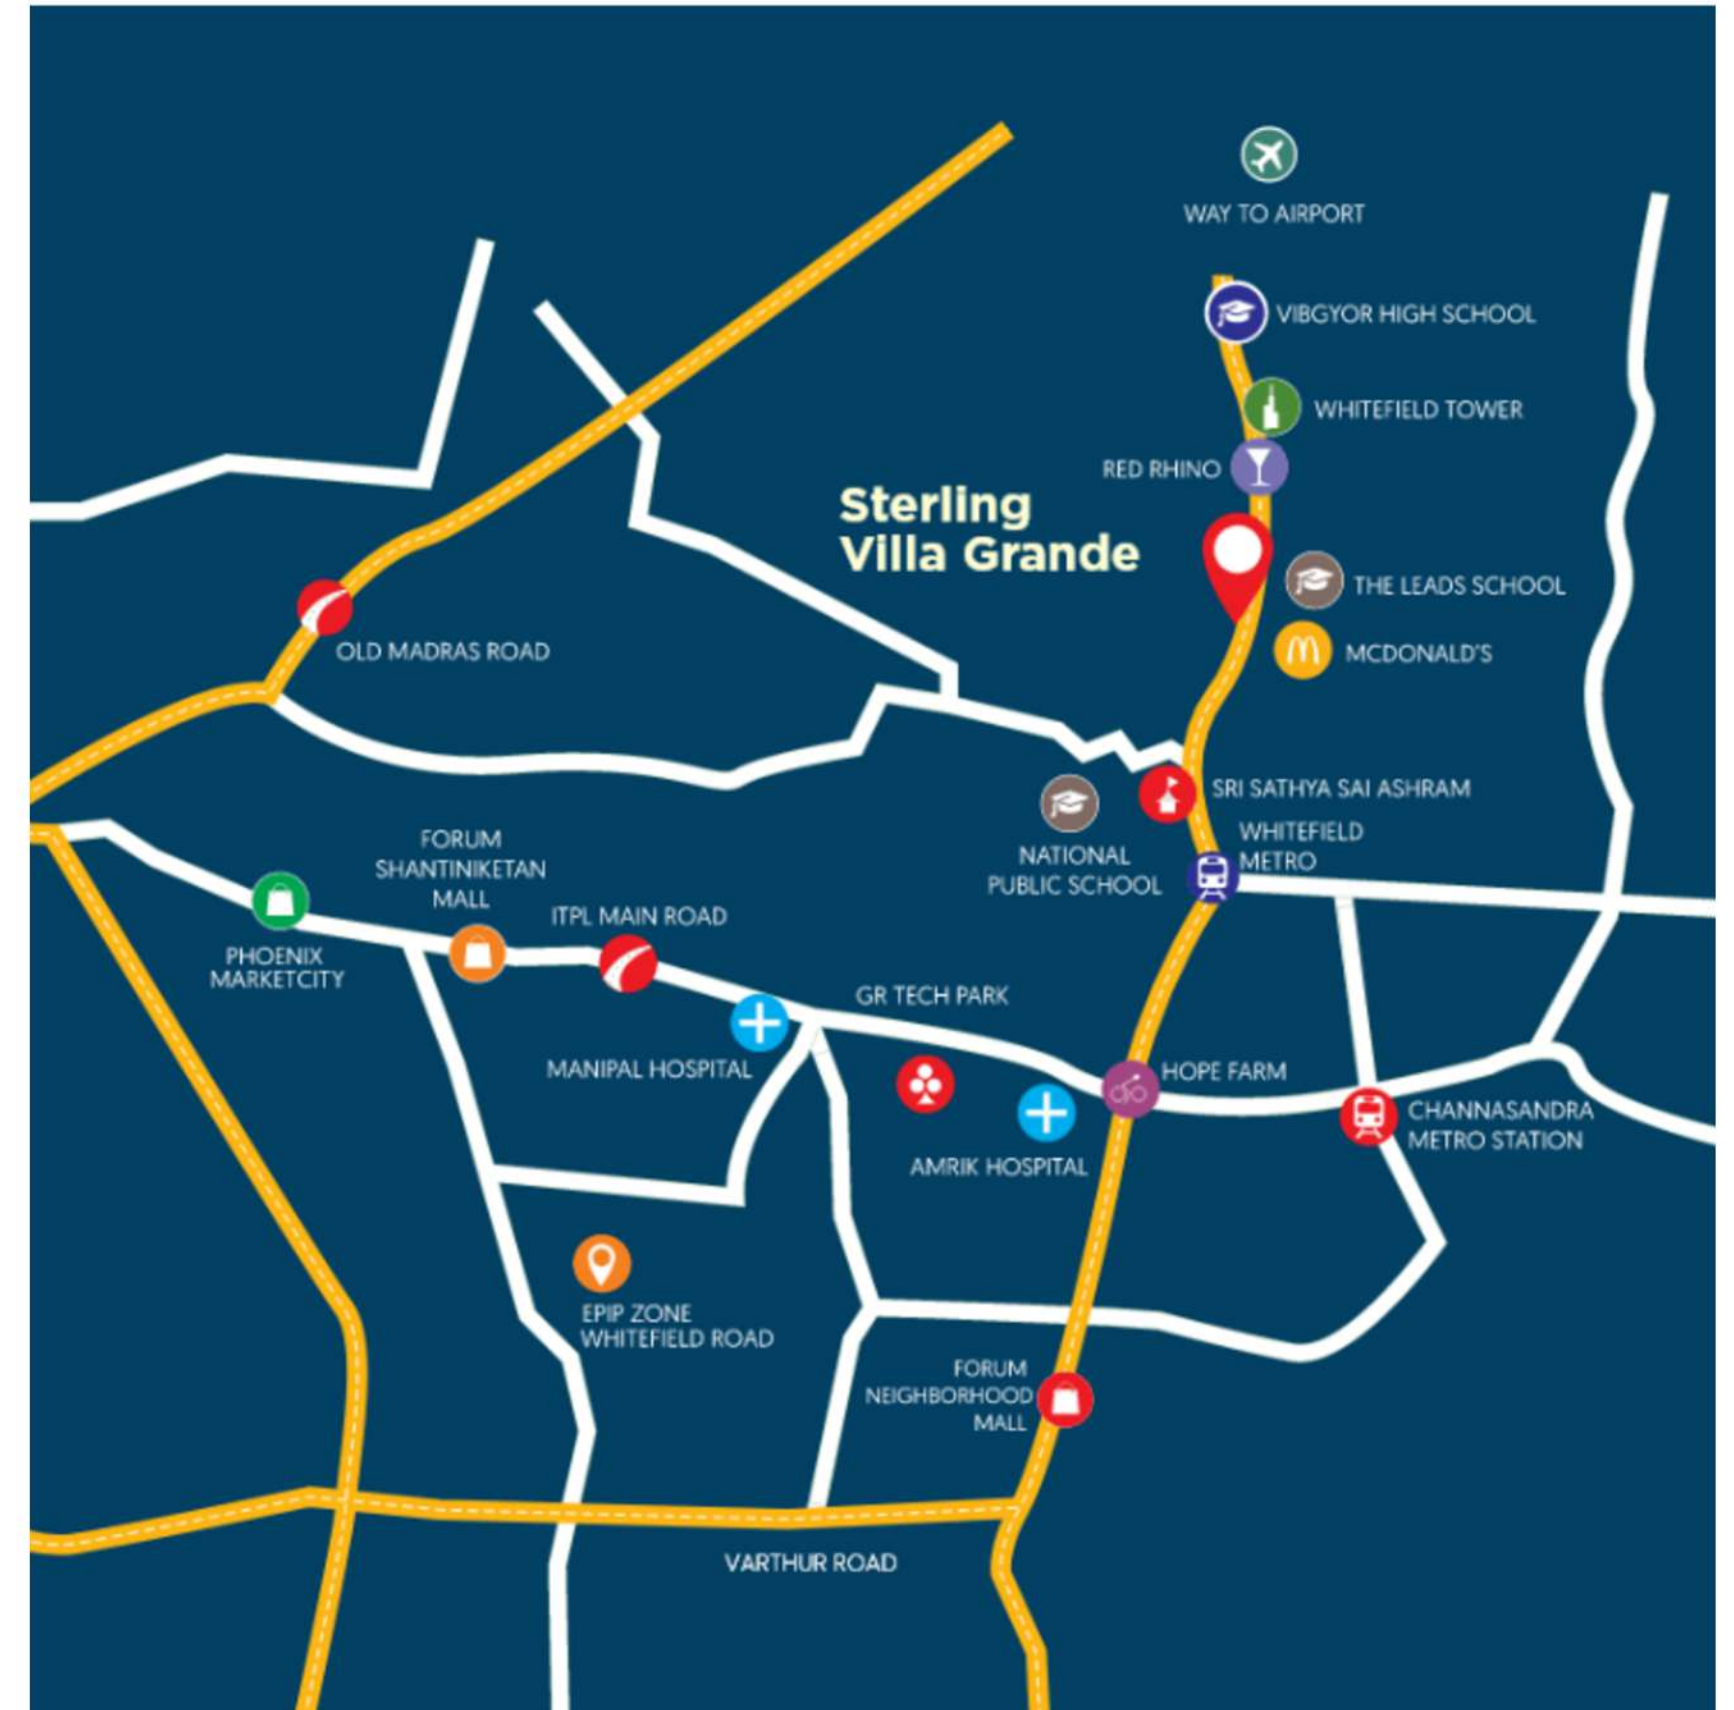 WAY TO AIRPORT
VIBGYOR HIGH SCHOOL
WHITEFIELD TOWER
RED RHINO
Sterling
Villa Grande
THE LEADS SCHOOL
MCDONALD'S
OLD MADRAS ROAD
SRI SATHYA SAI ASHRAM
WHITEFIELD
METRO
NATIONAL
PUBLIC SCHOOL
FORUM
SHANTINIKETAN
MALL
ITPL MAIN ROAD
PHOENIX
MARKETCITY
GR TECH PARK
MANIPAL HOSPITAL
HOPE FARM
CHANNASANDRA
METRO STATION
AMRIK HOSPITAL
EPIP ZONE
WHITEFIELD ROAD
FORUM
NEIGHBORHOOD
MALL
VARTHUR ROAD